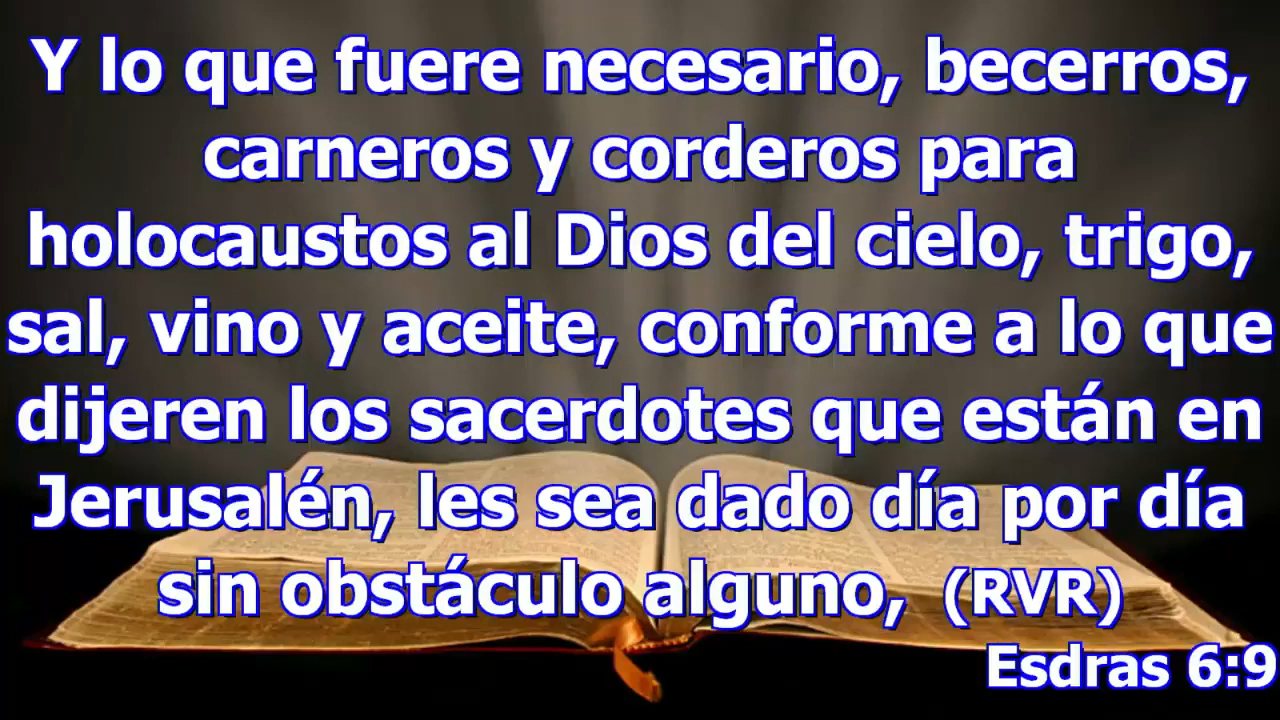 Y lo que fuere necesario, becerros,
carneros y corderos para
holocaustos al Dios del cielo, trigo,
sal, vino y aceite, conforme a lo que
dijeren los sacerdotes que están en
Jerusalén, les sea dado día por día
sin obstáculo alguno, (RVR)
Esdras 6:9